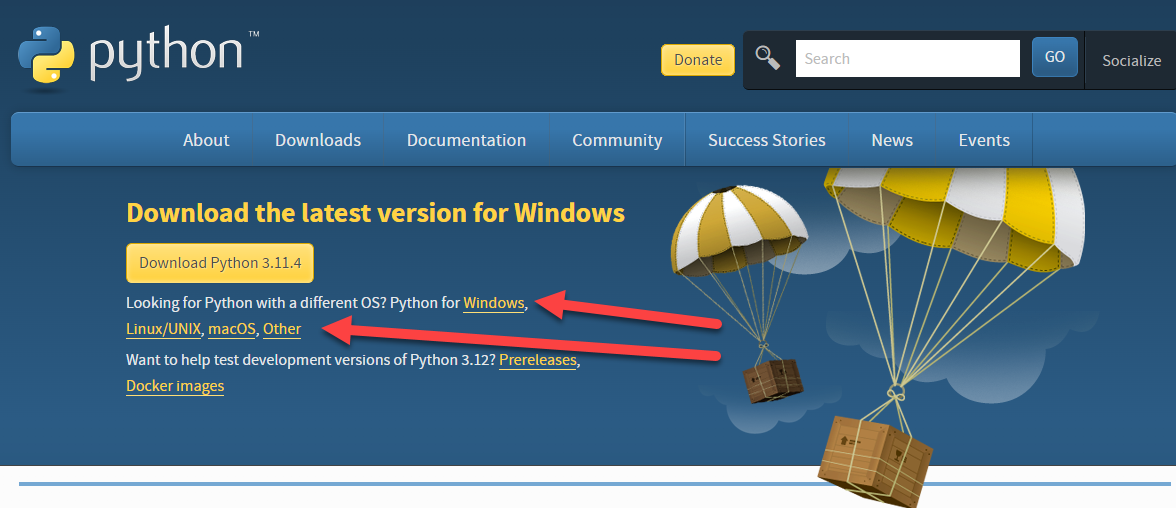 python™
Donate
Search
GO
Socialize
About
Downloads
Documentation
Community
Success Stories
News
Events
Download the latest version for Windows
Download Python 3.11.4
Looking for Python with a different OS? Python for Windows,
Linux/UNIX, macOS, Other
Want to help test development versions of Python 3.12? Prereleases,
Docker images